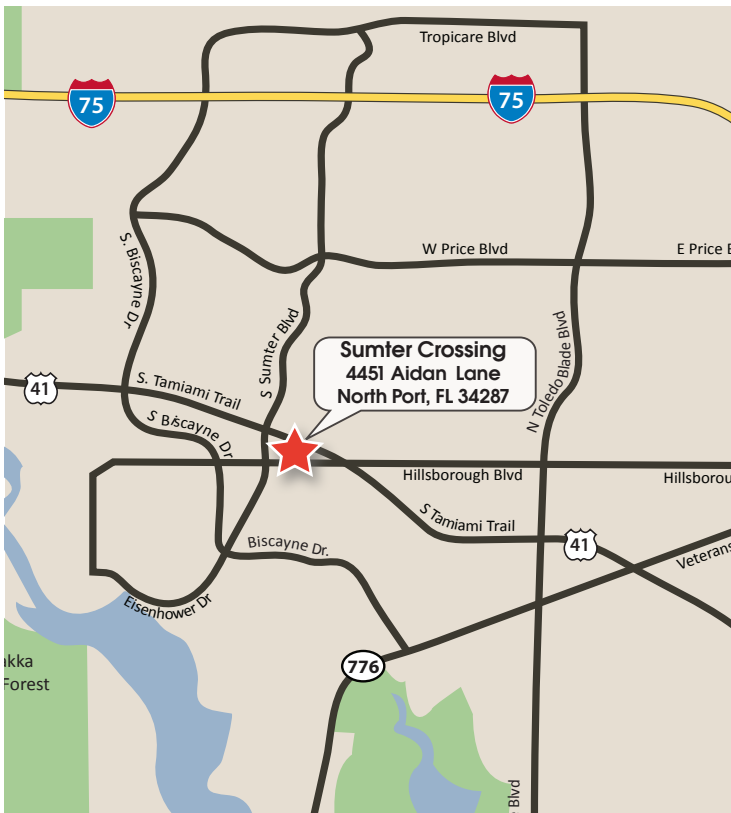 Tropicare Blvd
75
75
W Price Blvd
E Price B
S. Biscayne Dr
S Sumter Blvd
N Toledo Blade Blvd
Sumter Crossing
4451 Aidan Lane
North Port, FL 34287
41
S. Tamiami Trail
S Biscayne Dr
Hillsborough Blvd
Hillsborou
S Tamiami Trail
41
Biscayne Dr.
Veterans
Eisenhower Dr
akka
Forest
776
Blvd